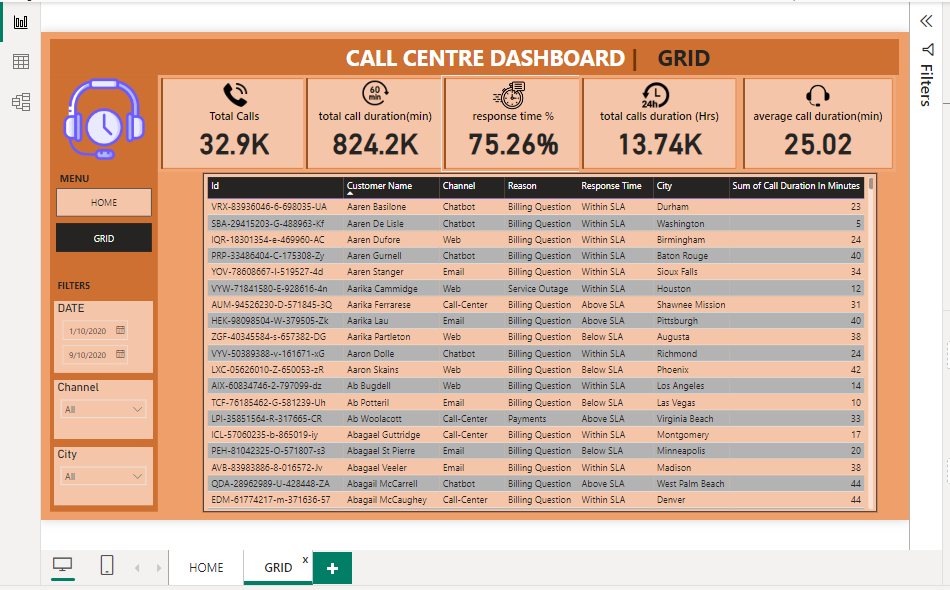 CALL CENTRE DASHBOARD | GRID
Filters
60 min
24h
Total Calls
32.9K
total call duration(min)
824.2K
response time %
75.26%
total calls duration (Hrs)
13.74K
average call duration(min)
25.02
MENU
HOME
GRID
FILTERS
DATE
1/10/2020
9/10/2020
Channel
All
City
All
Id Customer Name Channel Reason Response Time City Sum of Call Duration In Minutes
VRX-83936046-6-698035-UA Aaren Basilone Chatbot Billing Question Within SLA Durham 23
SBA-29415203-G-488963-Kf Aaren De Lisle Chatbot Billing Question Within SLA Washington 5
IQR-18301354-e-469960-AC Aaren Dufore Web Billing Question Within SLA Birmingham 24
PRP-33486404-C-175308-Zy Aaren Gurnell Chatbot Billing Question Within SLA Baton Rouge 40
YOV-78608667-I-519527-4d Aaren Stanger Email Billing Question Within SLA Sioux Falls 34
VYW-71841580-E-928616-4n Aarika Cammidge Web Service Outage Within SLA Houston 12
AUM-94526230-D-571845-3Q Aarika Ferrarese Call-Center Billing Question Above SLA Shawnee Mission 31
HEK-98098504-W-379505-Zk Aarika Lau Email Billing Question Above SLA Pittsburgh 40
ZGF-40345584-s-657382-DG Aarika Partleton Web Billing Question Below SLA Augusta 38
VYV-50389388-v-161671-xG Aaron Dolle Chatbot Billing Question Within SLA Richmond 24
LXC-05626010-Z-650053-zR Aaron Skains Web Billing Question Below SLA Phoenix 42
AIX-60834746-2-797099-dz Ab Bugdell Web Billing Question Within SLA Los Angeles 14
TCF-76185462-G-581239-Uh Ab Potteril Email Billing Question Below SLA Las Vegas 10
LPI-35851564-R-317665-CR Ab Woolacott Call-Center Payments Above SLA Virginia Beach 33
ICL-57060235-b-865019-iy Abagael Guttridge Call-Center Billing Question Within SLA Montgomery 17
PEH-81042325-O-571807-s3 Abagael St Pierre Email Billing Question Below SLA Minneapolis 20
AVB-83983886-8-016572-Jv Abagael Veeler Email Billing Question Within SLA Madison 38
QDA-28962989-U-428448-ZA Abagail McCarrell Chatbot Billing Question Above SLA West Palm Beach 44
EDM-61774217-m-371636-57 Abagail McCaughey Call-Center Billing Question Within SLA Denver 44
HOME GRID x +